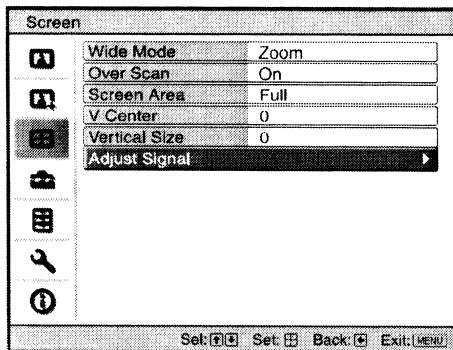 Screen
Wide Mode Zoom
Over Scan On
Screen Area Full
V Center 0
Vertical Size 0
Adjust Signal
Sel: Set: Back: Exit: MENU